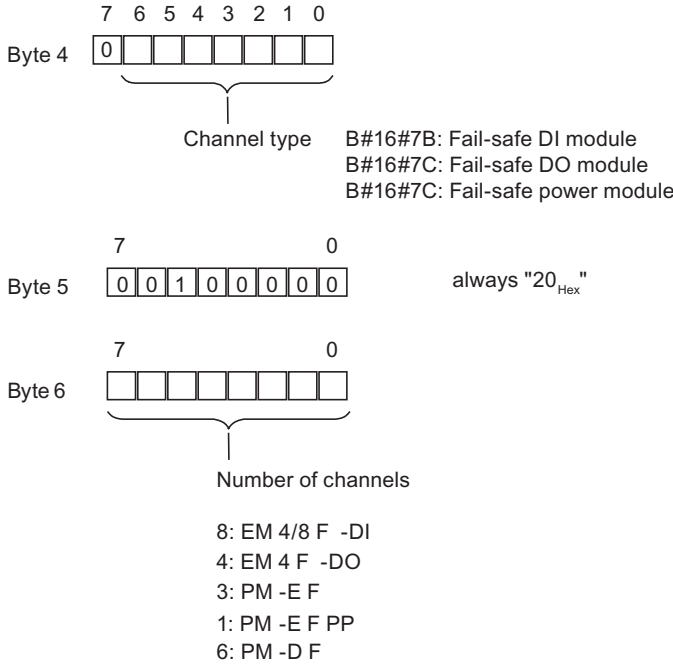 7 6 5 4 3 2 1 0
Byte 4 0
Channel type B#16#7B: Fail-safe DI module
B#16#7C: Fail-safe DO module
B#16#7C: Fail-safe power module
7 0
Byte 5 0 0 1 0 0 0 0 0 always "20Hex"
7 0
Byte 6
Number of channels
8: EM 4/8 F -DI
4: EM 4 F -DO
3: PM -E F
1: PM -E F PP
6: PM -D F